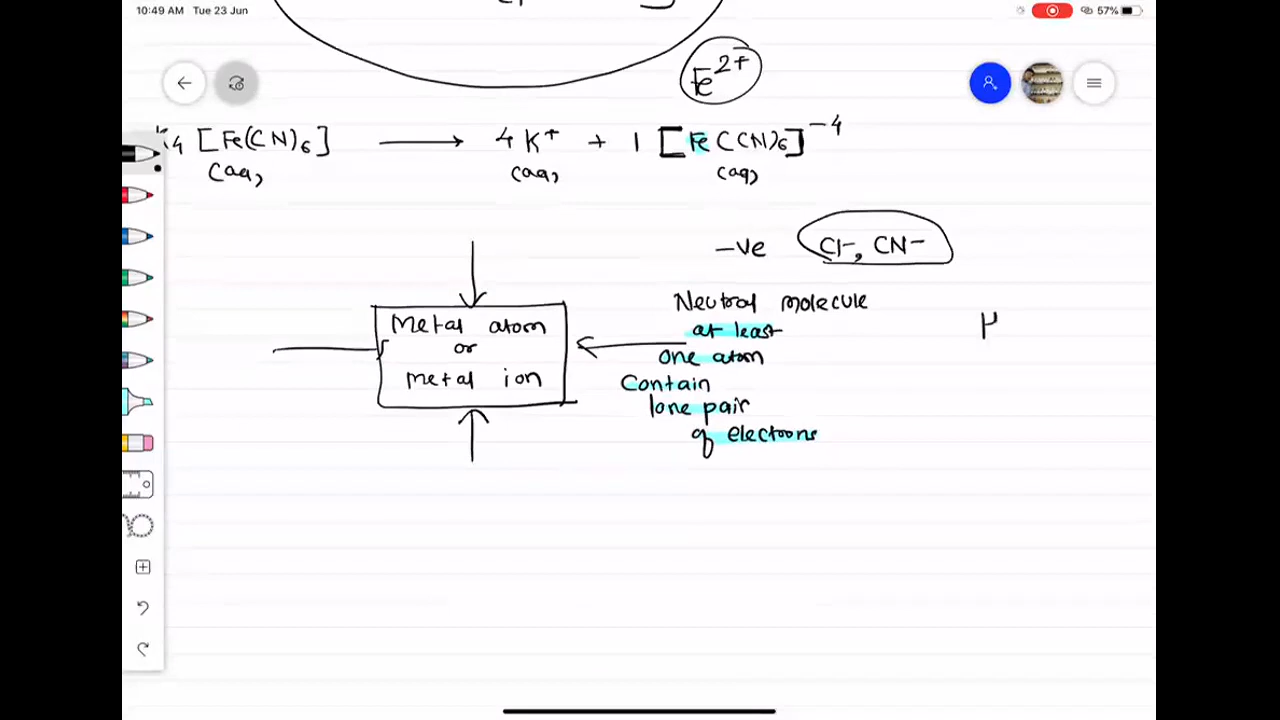 10:49 AM Tue 23 Jun
57%
Fe2+
K4 [Fe(CN)6] → 4K+ + 1 [Fe(CN)6]-4
(aq) (aq) (aq)
-ve Cl-, CN-
Neutral molecule
at least
one atom
Contain
lone pair
of electrons
Metal atom
or
Metal ion